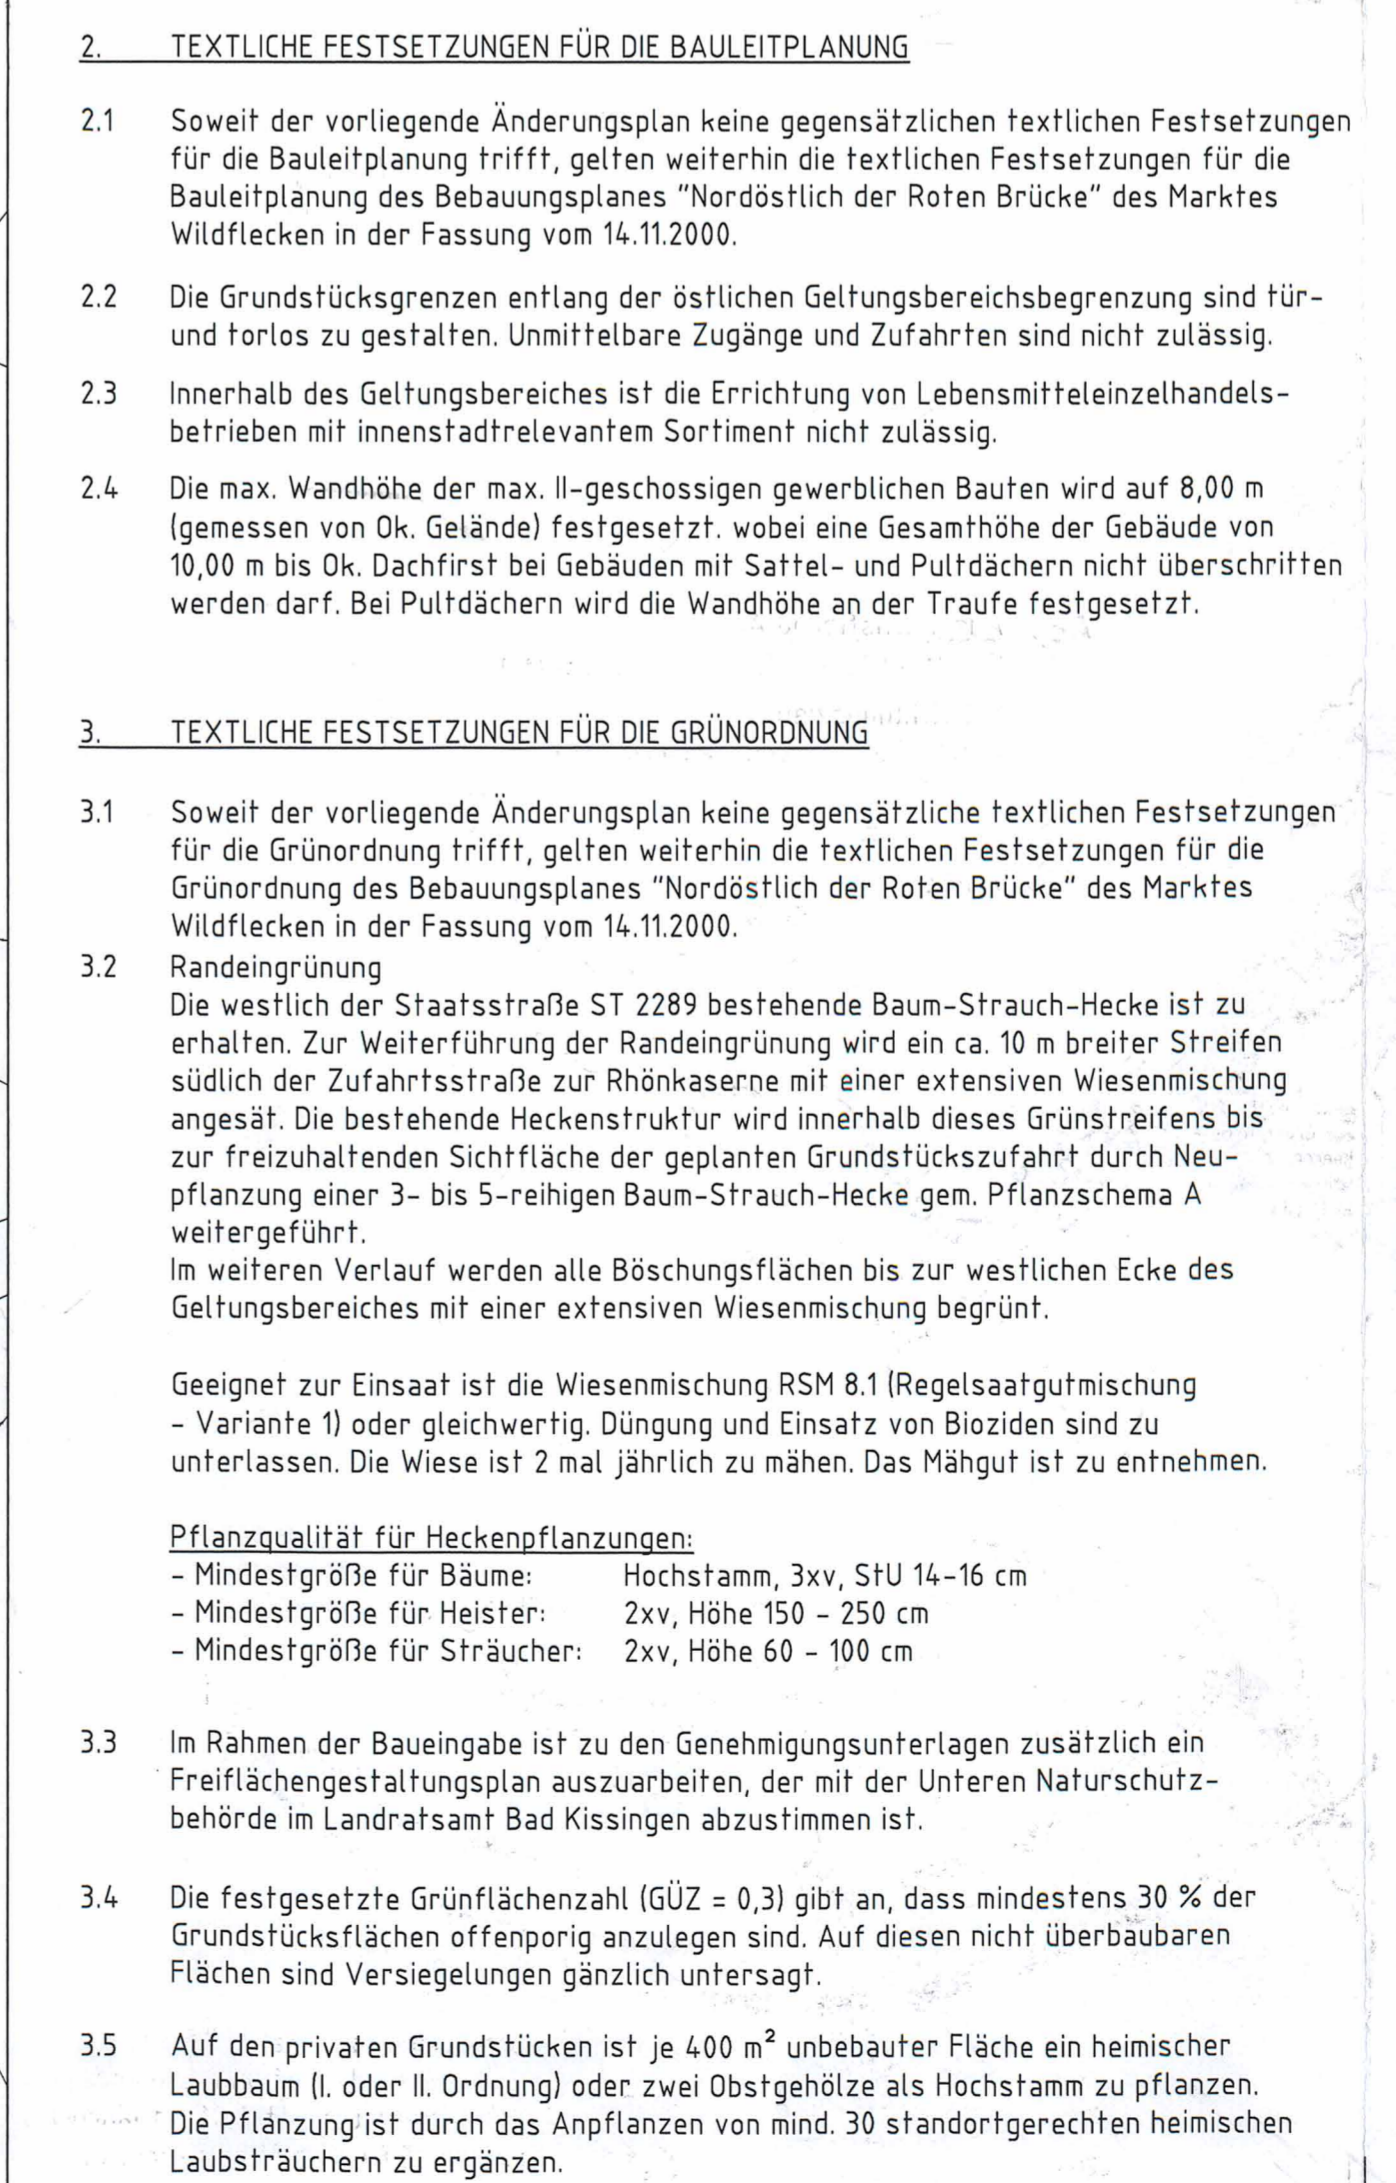 2. TEXTLICHE FESTSETZUNGEN FÜR DIE BAULEITPLANUNG
2.1 Soweit der vorliegende Änderungsplan keine gegensätzlichen textlichen Festsetzungen
für die Bauleitplanung trifft, gelten weiterhin die textlichen Festsetzungen für die
Bauleitplanung des Bebauungsplanes "Nordöstlich der Roten Brücke" des Marktes
Wildflecken in der Fassung vom 14.11.2000.
2.2 Die Grundstücksgrenzen entlang der östlichen Geltungsbereichsbegrenzung sind tür-
und torlos zu gestalten. Unmittelbare Zugänge und Zufahrten sind nicht zulässig.
2.3 Innerhalb des Geltungsbereiches ist die Errichtung von Lebensmitteleinzelhandels-
betrieben mit innenstadtrelevantem Sortiment nicht zulässig.
2.4 Die max. Wandhöhe der max. II-geschossigen gewerblichen Bauten wird auf 8,00 m
(gemessen von Ok. Gelände) festgesetzt. wobei eine Gesamthöhe der Gebäude von
10,00 m bis Ok. Dachfirst bei Gebäuden mit Sattel- und Pultdächern nicht überschritten
werden darf. Bei Pultdächern wird die Wandhöhe an der Traufe festgesetzt.
3. TEXTLICHE FESTSETZUNGEN FÜR DIE GRÜNORDNUNG
3.1 Soweit der vorliegende Änderungsplan keine gegensätzliche textlichen Festsetzungen
für die Grünordnung trifft, gelten weiterhin die textlichen Festsetzungen für die
Grünordnung des Bebauungsplanes "Nordöstlich der Roten Brücke" des Marktes
Wildflecken in der Fassung vom 14.11.2000.
3.2 Randeingrünung
Die westlich der Staatsstraße ST 2289 bestehende Baum-Strauch-Hecke ist zu
erhalten. Zur Weiterführung der Randeingrünung wird ein ca. 10 m breiter Streifen
südlich der Zufahrtsstraße zur Rhönkaserne mit einer extensiven Wiesenmischung
angesät. Die bestehende Heckenstruktur wird innerhalb dieses Grünstreifens bis
zur freizuhaltenden Sichtfläche der geplanten Grundstückszufahrt durch Neu-
pflanzung einer 3- bis 5-reihigen Baum-Strauch-Hecke gem. Pflanzschema A
weitergeführt.
Im weiteren Verlauf werden alle Böschungsflächen bis zur westlichen Ecke des
Geltungsbereiches mit einer extensiven Wiesenmischung begrünt.
Geeignet zur Einsaat ist die Wiesenmischung RSM 8.1 (Regelsaatgutmischung
- Variante 1) oder gleichwertig. Düngung und Einsatz von Bioziden sind zu
unterlassen. Die Wiese ist 2 mal jährlich zu mähen. Das Mähgut ist zu entnehmen.
Pflanzqualität für Heckenpflanzungen:
- Mindestgröße für Bäume: Hochstamm, 3xv, StU 14-16 cm
- Mindestgröße für Heister: 2xv, Höhe 150 - 250 cm
- Mindestgröße für Sträucher: 2xv, Höhe 60 - 100 cm
3.3 Im Rahmen der Baueingabe ist zu den Genehmigungsunterlagen zusätzlich ein
Freiflächengestaltungsplan auszuarbeiten, der mit der Unteren Naturschutz-
behörde im Landratsamt Bad Kissingen abzustimmen ist.
3.4 Die festgesetzte Grünflächenzahl (GÜZ = 0,3) gibt an, dass mindestens 30 % der
Grundstücksflächen offenporig anzulegen sind. Auf diesen nicht überbaubaren
Flächen sind Versiegelungen gänzlich untersagt.
3.5 Auf den privaten Grundstücken ist je 400 m² unbebauter Fläche ein heimischer
Laubbaum (I. oder II. Ordnung) oder zwei Obstgehölze als Hochstamm zu pflanzen.
Die Pflanzung ist durch das Anpflanzen von mind. 30 standortgerechten heimischen
Laubsträuchern zu ergänzen.